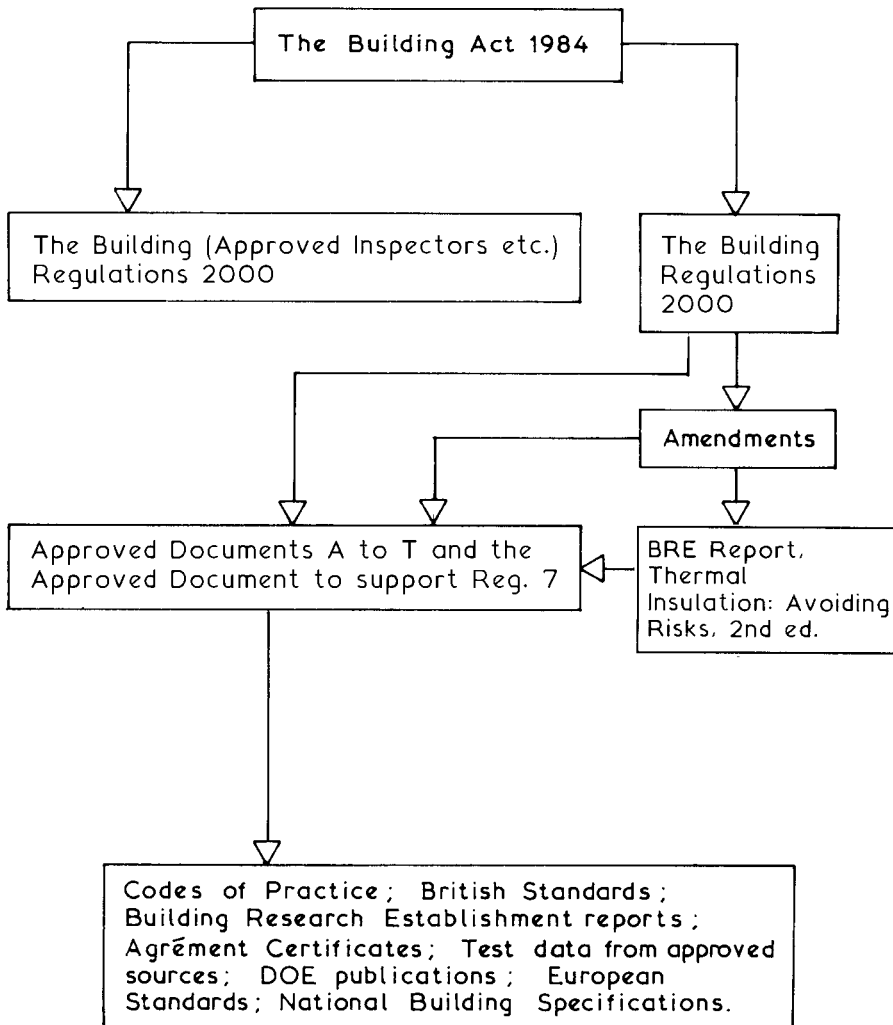 The Building Act 1984
The Building (Approved Inspectors etc.)
Regulations 2000
The Building
Regulations
2000
Amendments
Approved Documents A to T and the
Approved Document to support Reg. 7
BRE Report,
Thermal
Insulation: Avoiding
Risks, 2nd ed.
Codes of Practice; British Standards;
Building Research Establishment reports;
Agrément Certificates; Test data from approved
sources; DOE publications; European
Standards; National Building Specifications.